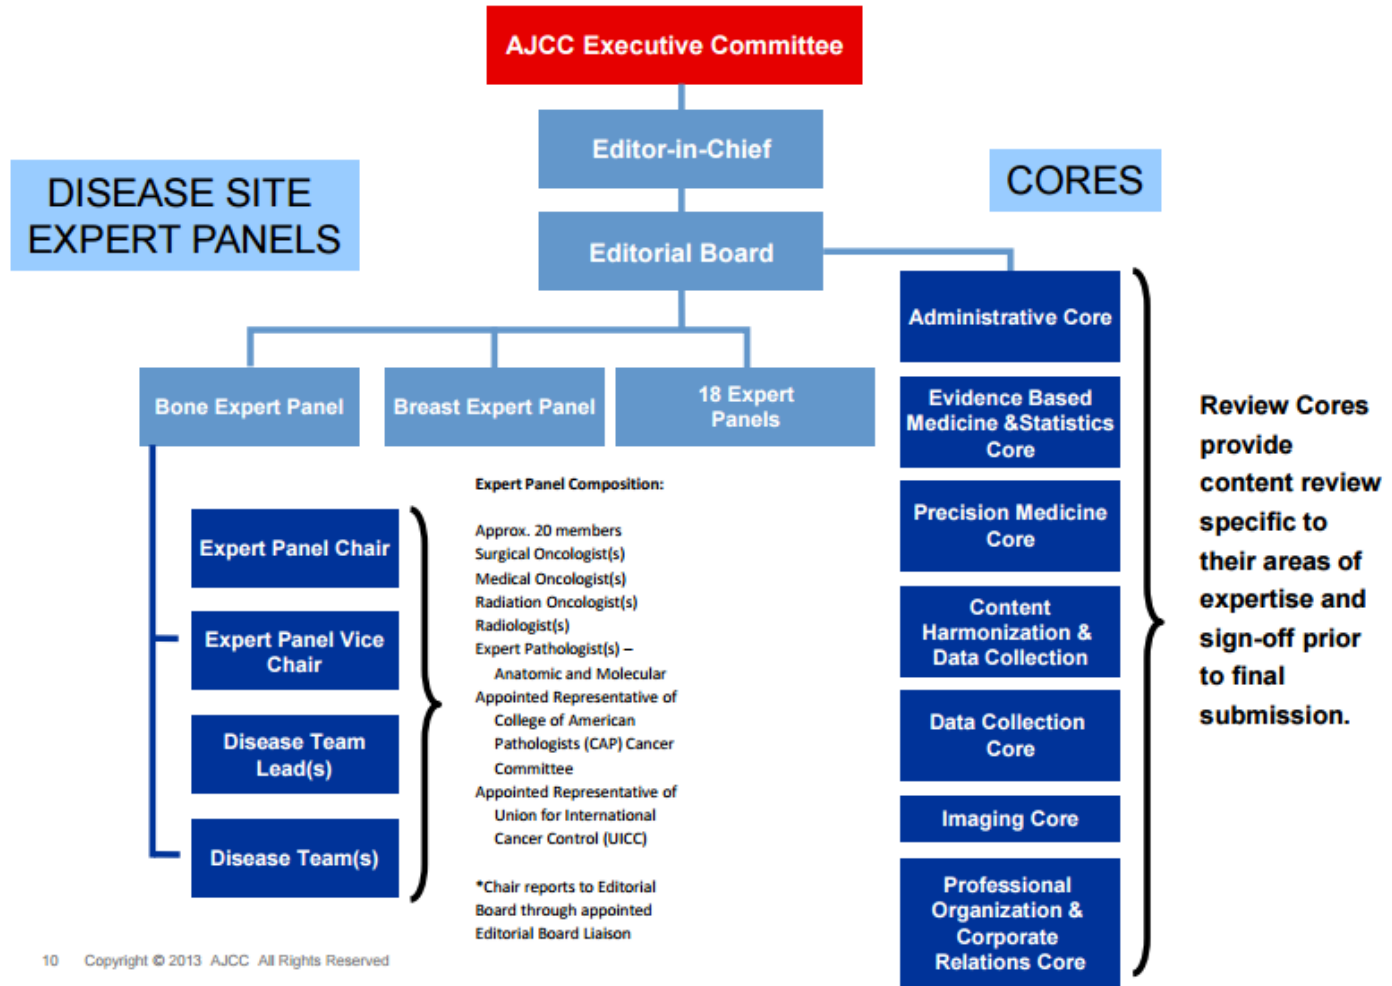 AJCC Executive Committee
Editor-in-Chief
DISEASE SITE
EXPERT PANELS
CORES
Editorial Board
Bone Expert Panel
Breast Expert Panel
18 Expert
Panels
Expert Panel Chair
Expert Panel Vice
Chair
Disease Team
Lead(s)
Disease Team(s)
Expert Panel Composition:
Approx. 20 members
Surgical Oncologist(s)
Medical Oncologist(s)
Radiation Oncologist(s)
Radiologist(s)
Expert Pathologist(s) –
Anatomic and Molecular
Appointed Representative of
College of American
Pathologists (CAP) Cancer
Committee
Appointed Representative of
Union for International
Cancer Control (UICC)
*Chair reports to Editorial
Board through appointed
Editorial Board Liaison
Administrative Core
Evidence Based
Medicine &Statistics
Core
Precision Medicine
Core
Content
Harmonization &
Data Collection
Data Collection
Core
Imaging Core
Professional
Organization &
Corporate
Relations Core
Review Cores
provide
content review
specific to
their areas of
expertise and
sign-off prior
to final
submission.
10 Copyright © 2013 AJCC All Rights Reserved